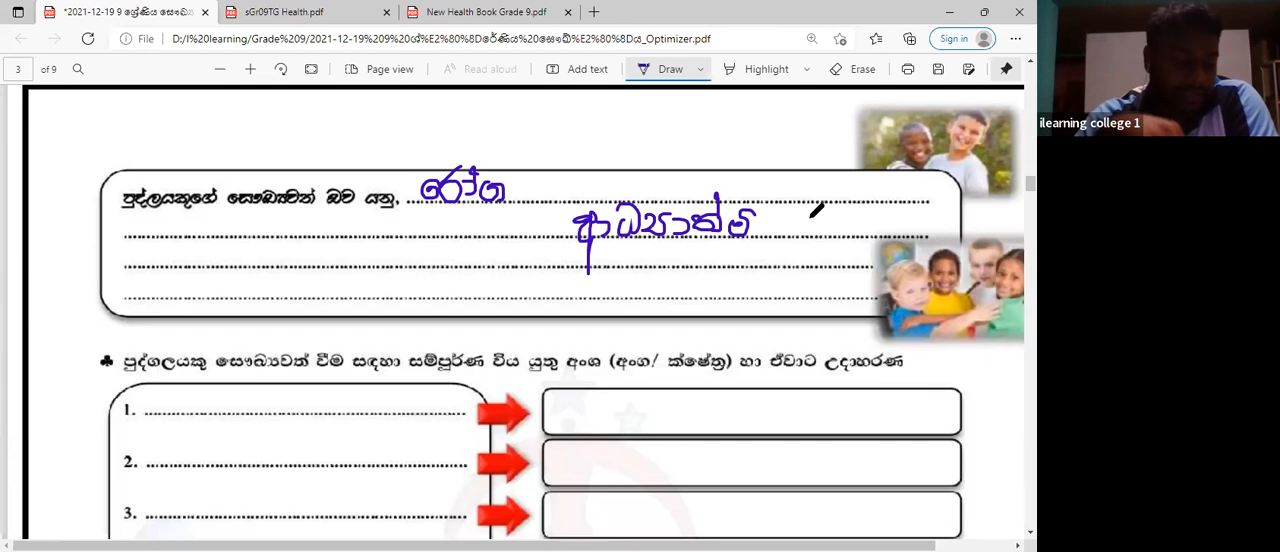 *2021-12-19 9 ශ්‍රේණිය සෞඛ්‍ය
sGr09TG Health.pdf
New Health Book Grade 9.pdf
File
D:/I%20learning/Grade%209/2021-12-19%209%20ශ්%E2%80%8Dරේණිය%20සෞඛ්%E2%80%8Dය_Optimizer.pdf
Sign in
3 of 9
Page view
Read aloud
Add text
Draw
Highlight
Erase
ilearning college 1
පුද්ලයකුගේ සෞඛ්‍යවත් බව යනු, රෝග
ආධ්‍යාත්මි
♣ පුද්ගලයකු සෞඛ්‍යවත් වීම සඳහා සම්පූර්ණ විය යුතු අංශ (අංග/ ක්ෂේත්‍ර) හා ඒවාට උදාහරණ
1.
2.
3.